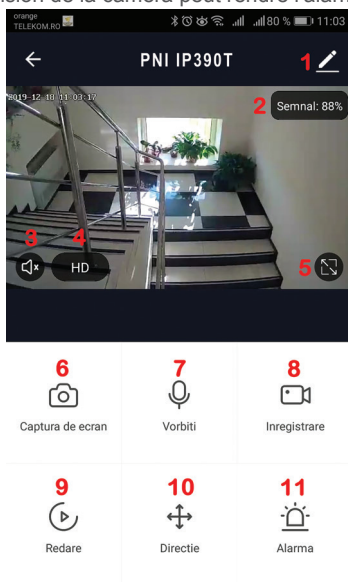 orange
TELEKOM.RO 80 % 11:03
PNI IP390T 1
2019-12-18 11:03:17
2 Semnal: 88%
3 4
HD 5
6 7 8
Captura de ecran Vorbiti Inregistrare
9 10 11
Redare Directie Alarma